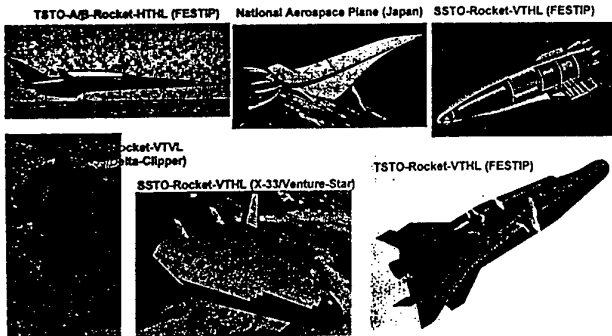 TSTO-A/B-Rocket-HTHL (FESTIP)
National Aerospace Plane (Japan)
SSTO-Rocket-VTHL (FESTIP)
ocket-VTVL
elta-Clipper)
SSTO-Rocket-VTHL (X-33/Venture-Star)
TSTO-Rocket-VTHL (FESTIP)